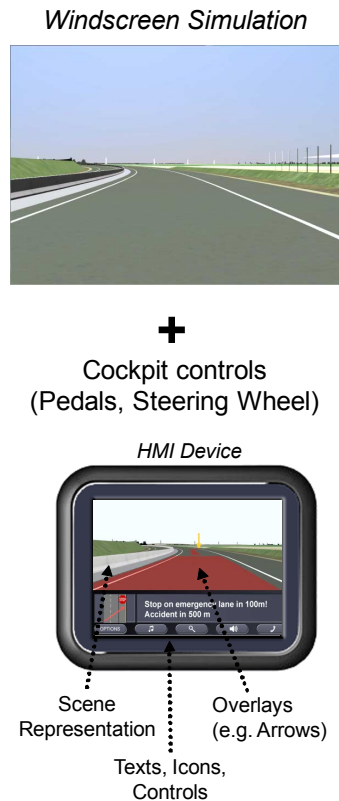 Windscreen Simulation
+
Cockpit controls
(Pedals, Steering Wheel)
HMI Device
Stop on emergency lane in 100m!
Accident in 500 m
OPTIONS
Scene
Representation
Overlays
(e.g. Arrows)
Texts, Icons,
Controls